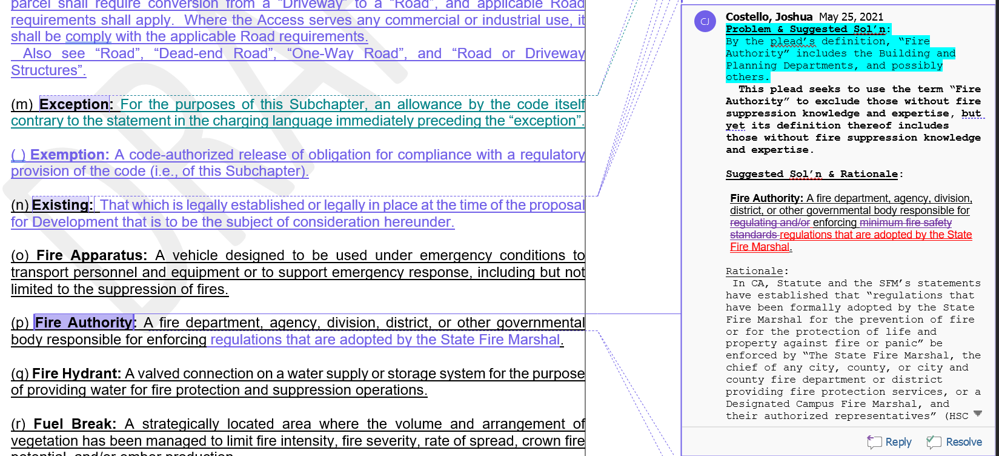 parcel shall require conversion from a “Driveway” to a “Road”, and applicable Road
requirements shall apply.  Where the Access serves any commercial or industrial use, it
shall be comply with the applicable Road requirements.
Also see “Road”, “Dead-end Road”, “One-Way Road”, and “Road or Driveway
Structures”.
(m) Exception: For the purposes of this Subchapter, an allowance by the code itself
contrary to the statement in the charging language immediately preceding the “exception”.
( ) Exemption: A code-authorized release of obligation for compliance with a regulatory
provision of the code (i.e., of this Subchapter).
(n) Existing: That which is legally established or legally in place at the time of the proposal
for Development that is to be the subject of consideration hereunder.
(o) Fire Apparatus: A vehicle designed to be used under emergency conditions to
transport personnel and equipment or to support emergency response, including but not
limited to the suppression of fires.
(p) Fire Authority: A fire department, agency, division, district, or other governmental
body responsible for enforcing regulations that are adopted by the State Fire Marshal.
(q) Fire Hydrant: A valved connection on a water supply or storage system for the purpose
of providing water for fire protection and suppression operations.
(r) Fuel Break: A strategically located area where the volume and arrangement of
vegetation has been managed to limit fire intensity, fire severity, rate of spread, crown fire
potential, and/or ember production.
DRAFT
CJ
Costello, Joshua May 25, 2021
Problem & Suggested Sol’n:
By the plead’s definition, “Fire
Authority” includes the Building and
Planning Departments, and possibly
others.
This plead seeks to use the term “Fire
Authority” to exclude those without fire
suppression knowledge and expertise, but
yet its definition thereof includes
those without fire suppression knowledge
and expertise.
Suggested Sol’n & Rationale:
Fire Authority: A fire department, agency, division,
district, or other governmental body responsible for
regulating and/or enforcing minimum fire safety
standards regulations that are adopted by the State
Fire Marshal.
Rationale:
In CA, Statute and the SFM’s statements
have established that “regulations that
have been formally adopted by the State
Fire Marshal for the prevention of fire
or for the protection of life and
property against fire or panic” be
enforced by “The State Fire Marshal, the
chief of any city, county, or city and
county fire department or district
providing fire protection services, or a
Designated Campus Fire Marshal, and
their authorized representatives” (HSC
Reply
Resolve